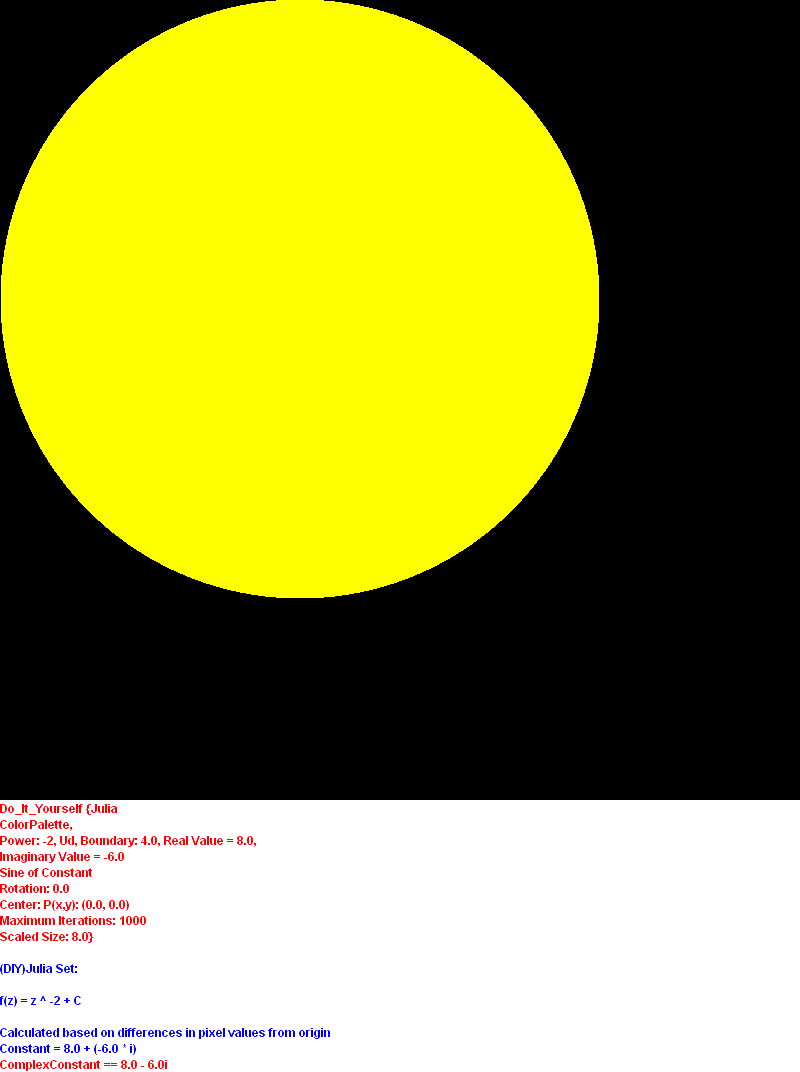 Do_It_Yourself {Julia
ColorPalette,
Power: -2, Ud, Boundary: 4.0, Real Value = 8.0,
Imaginary Value = -6.0
Sine of Constant
Rotation: 0.0
Center: P(x,y): (0.0, 0.0)
Maximum Iterations: 1000
Scaled Size: 8.0}
(DIY)Julia Set:
f(z) = z ^ -2 + C
Calculated based on differences in pixel values from origin
Constant = 8.0 + (-6.0 * i)
ComplexConstant == 8.0 - 6.0i